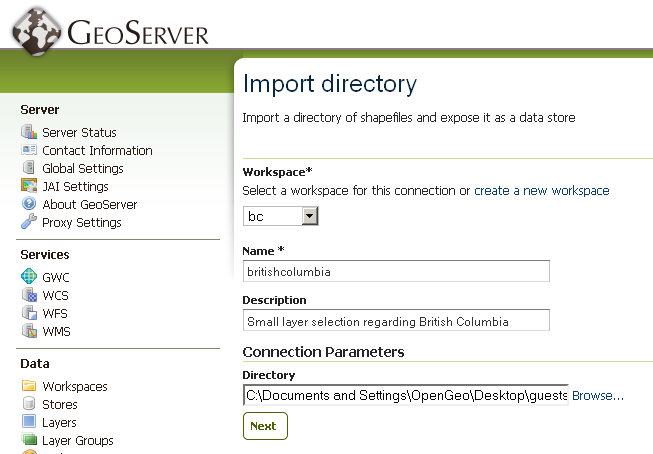 GEOSERVER
Server
Server Status
Contact Information
Global Settings
JAI Settings
About GeoServer
Proxy Settings
Services
GWC
WCS
WFS
WMS
Data
Workspaces
Stores
Layers
Layer Groups
Import directory
Import a directory of shapefiles and expose it as a data store
Workspace*
Select a workspace for this connection or create a new workspace
bc
Name *
britishcolumbia
Description
Small layer selection regarding British Columbia
Connection Parameters
Directory
C:\Documents and Settings\OpenGeo\Desktop\guests Browse...
Next